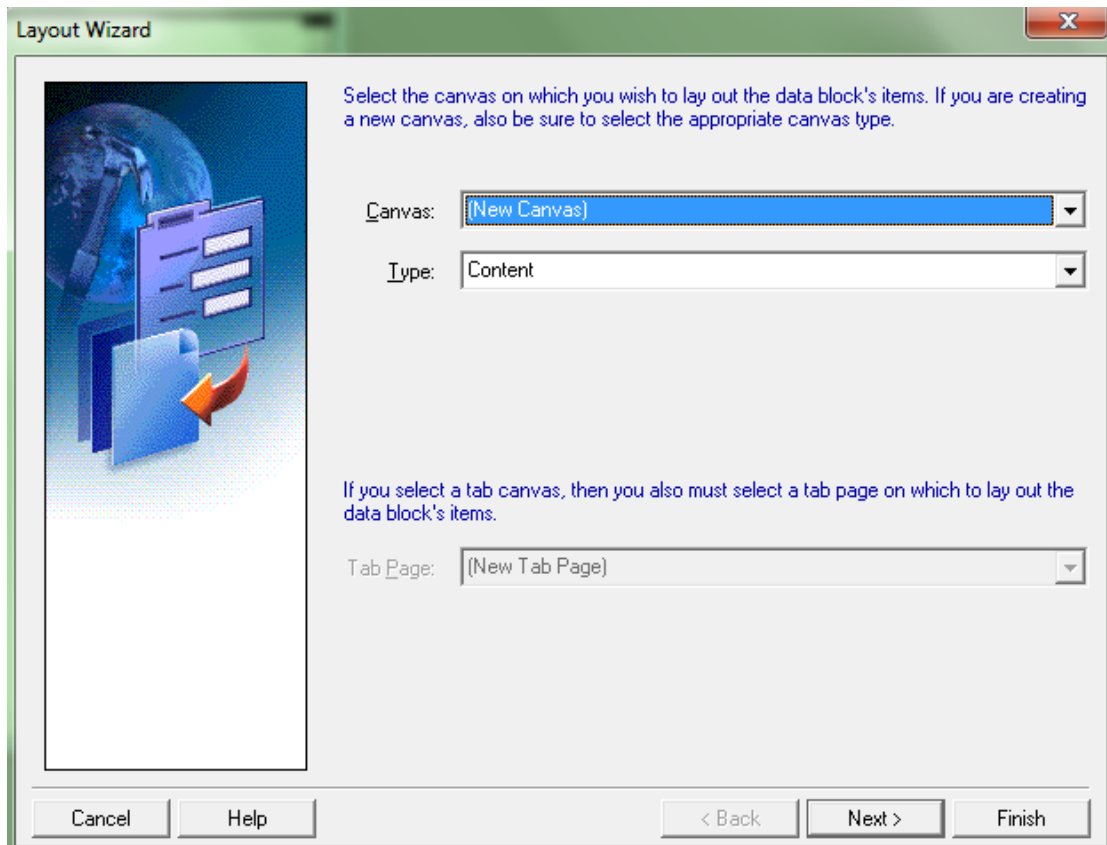 Layout Wizard
x
Select the canvas on which you wish to lay out the data block's items. If you are creating
a new canvas, also be sure to select the appropriate canvas type.
Canvas: (New Canvas)
Type: Content
If you select a tab canvas, then you also must select a tab page on which to lay out the
data block's items.
Tab Page: (New Tab Page)
Cancel Help < Back Next > Finish